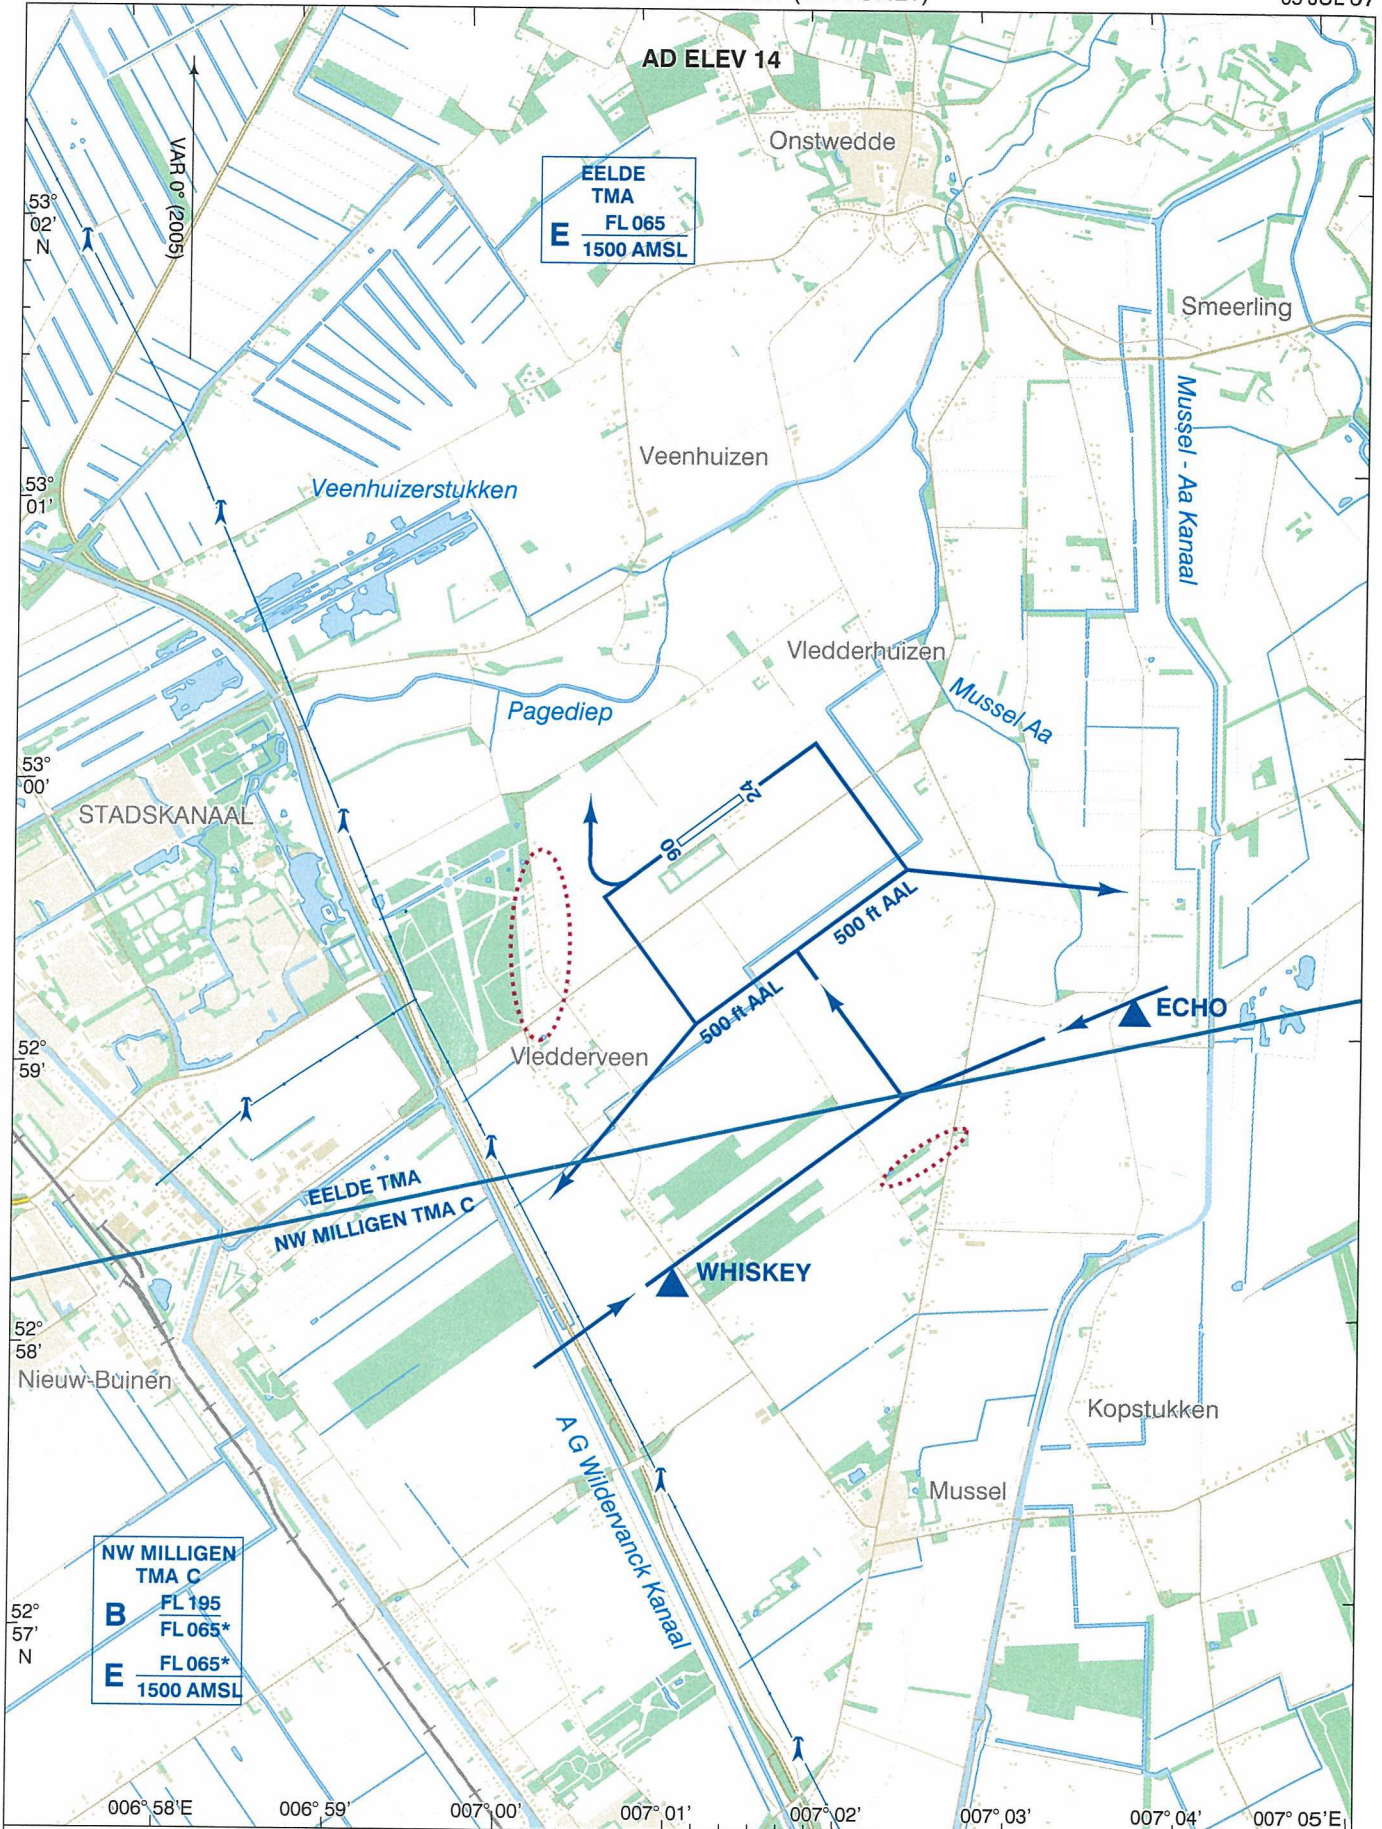 05 JUL 07
AD ELEV 14
Onstwedde
VAR 0° (2005)
EELDE
TMA
E FL 065
1500 AMSL
53°
02'
N
Smeerling
Mussel - Aa Kanaal
Veenhuizen
Veenhuizerstukken
53°
01'
Vledderhuizen
Mussel Aa
Pagediep
53°
00'
STADSKANAAL
24
06
500 ft AAL
500 ft AAL
ECHO
Vledderveen
52°
59'
EELDE TMA
NW MILLIGEN TMA C
WHISKEY
52°
58'
Nieuw-Buinen
Kopstukken
A G Wildervanck Kanaal
Mussel
NW MILLIGEN
TMA C
B FL 195
FL 065*
E FL 065*
1500 AMSL
52°
57'
N
006° 58'E 006° 59' 007° 00' 007° 01' 007° 02' 007° 03' 007° 04' 007° 05'E